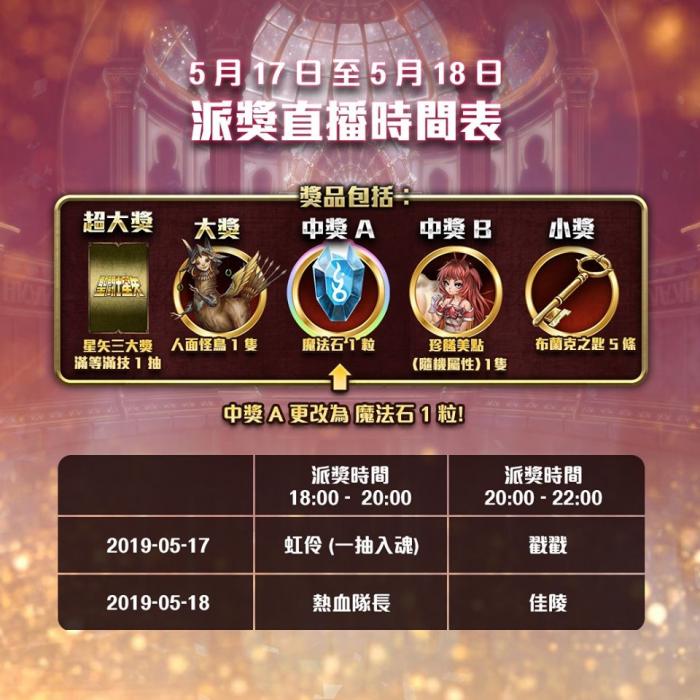 5月17日至5月18日
派獎直播時間表
獎品包括：
超大獎
大獎
中獎 A
中獎 B
小獎
聖鬥士星矢
星矢三大獎
滿等滿技 1 抽
人面怪鳥 1 隻
魔法石 1 粒
珍饈美點
(隨機屬性) 1 隻
布蘭克之匙 5 條
中獎 A 更改為 魔法石 1 粒!
派獎時間
18:00 - 20:00
派獎時間
20:00 - 22:00
2019-05-17
虹伶 (一抽入魂)
戳戳
2019-05-18
熱血隊長
佳陵